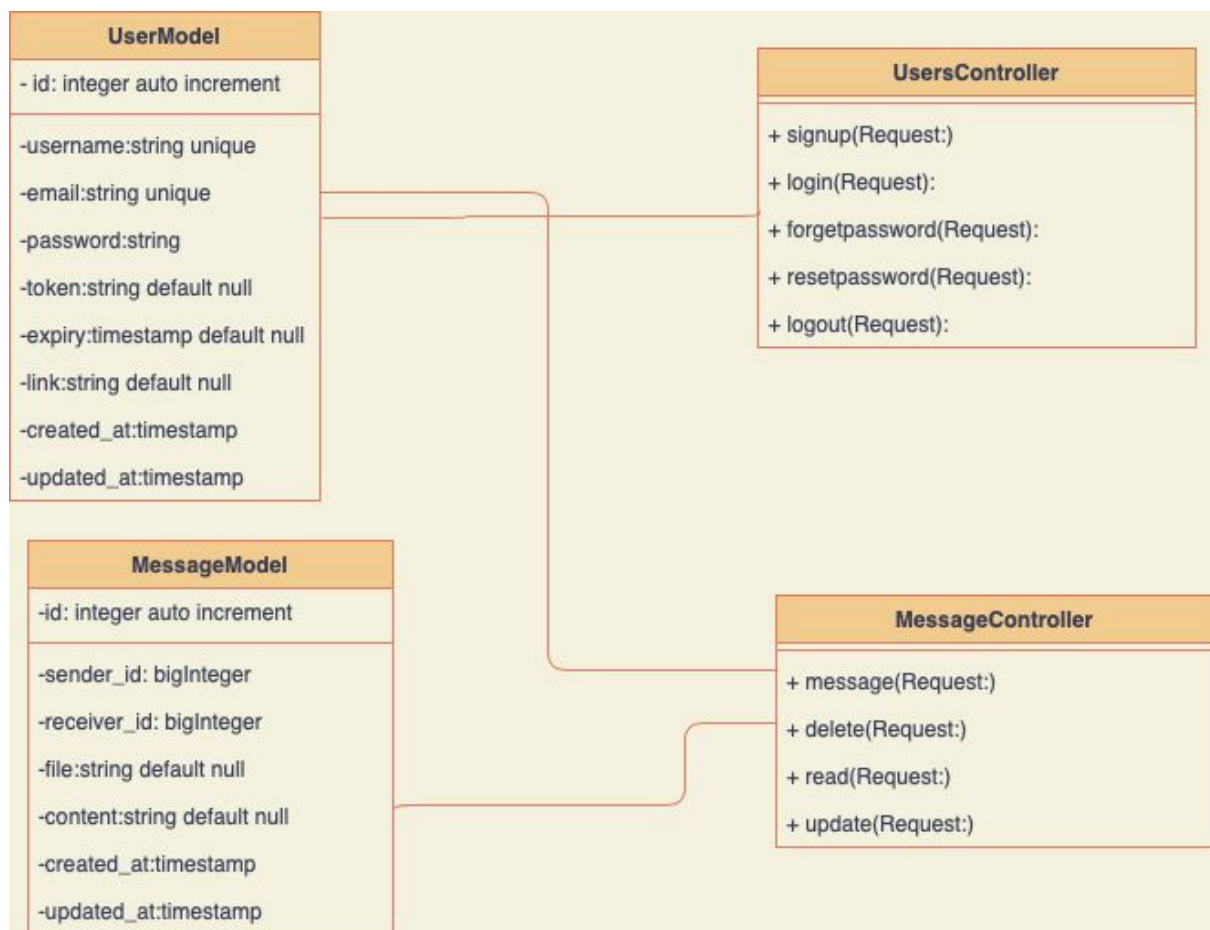 UserModel
- id: integer auto increment
-username:string unique
-email:string unique
-password:string
-token:string default null
-expiry:timestamp default null
-link:string default null
-created_at:timestamp
-updated_at:timestamp
UsersController
+ signup(Request:)
+ login(Request):
+ forgetpassword(Request):
+ resetpassword(Request):
+ logout(Request):
MessageModel
-id: integer auto increment
-sender_id: bigInteger
-receiver_id: bigInteger
-file:string default null
-content:string default null
-created_at:timestamp
-updated_at:timestamp
MessageController
+ message(Request:)
+ delete(Request:)
+ read(Request:)
+ update(Request:)